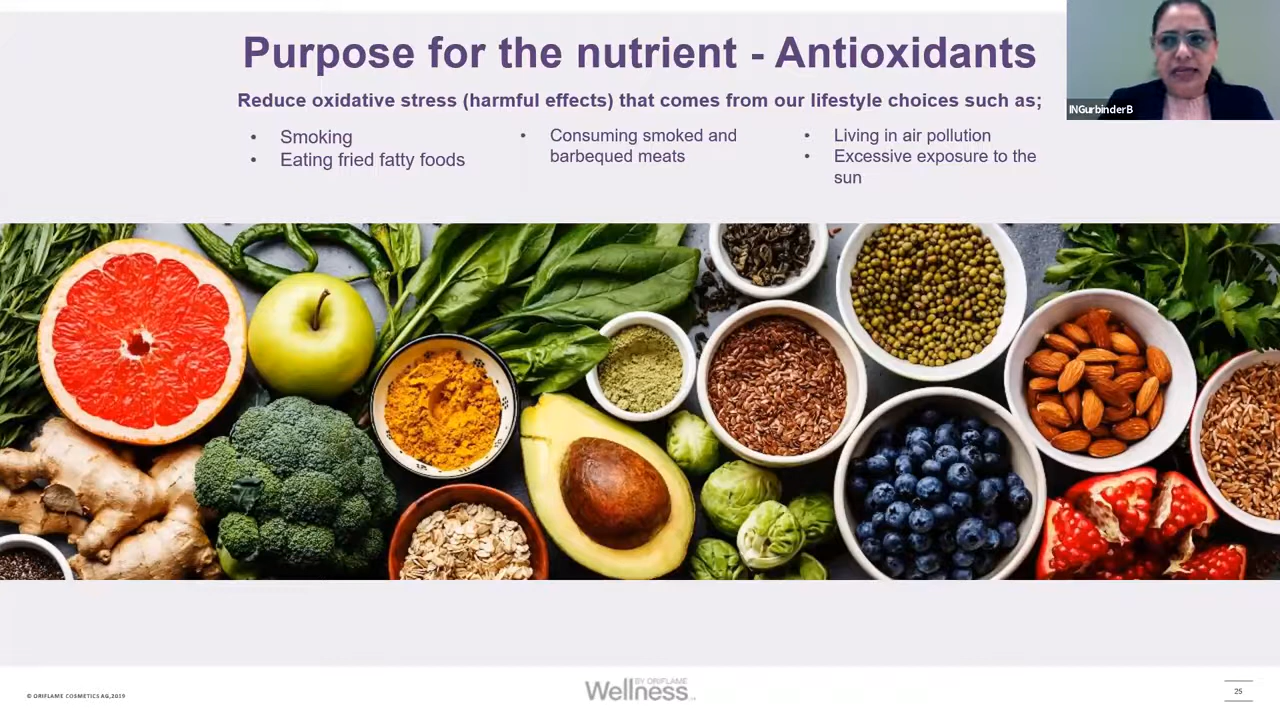 Purpose for the nutrient - Antioxidants
INGurbinderB
Reduce oxidative stress (harmful effects) that comes from our lifestyle choices such as;
• Smoking
• Eating fried fatty foods
• Consuming smoked and
barbequed meats
• Living in air pollution
• Excessive exposure to the
sun
© ORIFLAME COSMETICS AG, 2019
BY ORIFLAME
Wellness
25